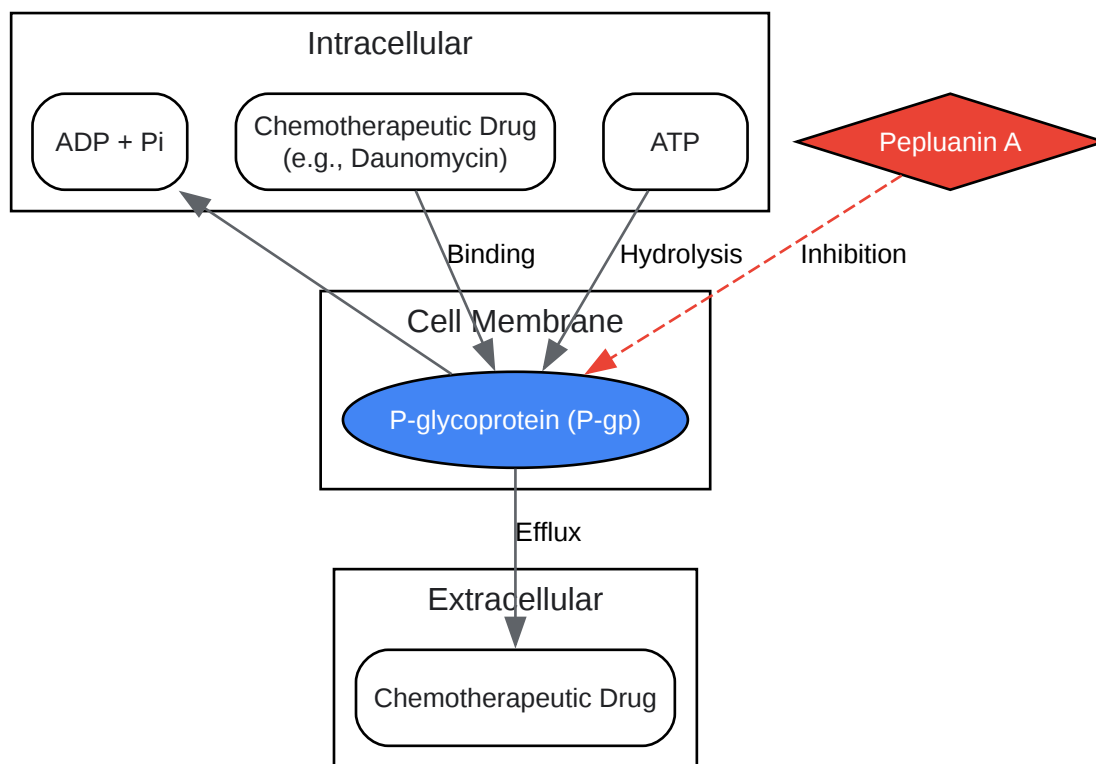 Intracellular
ADP + Pi
Chemotherapeutic Drug
(e.g., Daunomycin)
ATP
Pepluanin A
Binding
Hydrolysis
Inhibition
Cell Membrane
P-glycoprotein (P-gp)
Efflux
Extracellular
Chemotherapeutic Drug